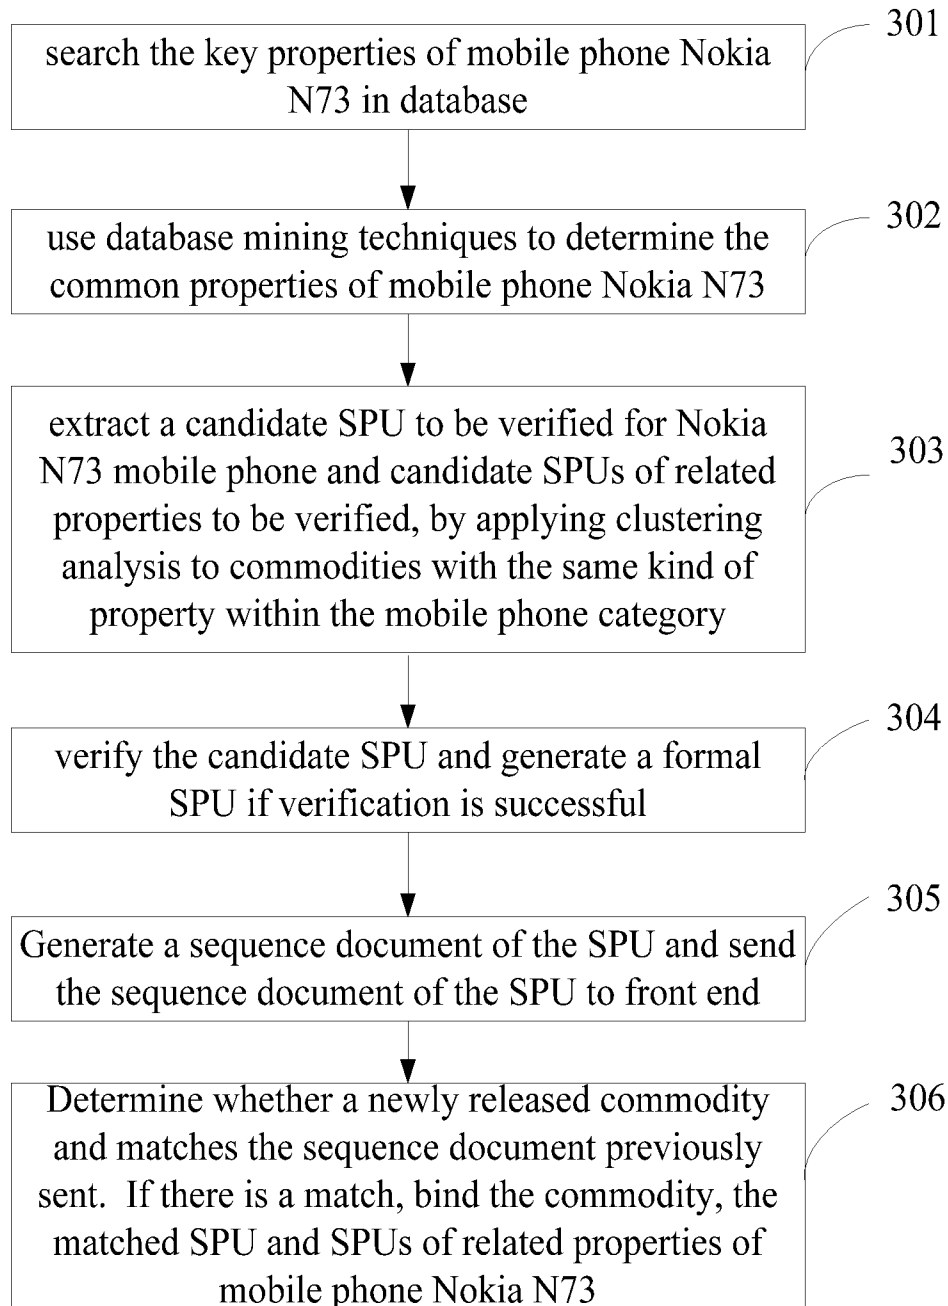 301
search the key properties of mobile phone Nokia
N73 in database
302
use database mining techniques to determine the
common properties of mobile phone Nokia N73
303
extract a candidate SPU to be verified for Nokia
N73 mobile phone and candidate SPUs of related
properties to be verified, by applying clustering
analysis to commodities with the same kind of
property within the mobile phone category
304
verify the candidate SPU and generate a formal
SPU if verification is successful
305
Generate a sequence document of the SPU and send
the sequence document of the SPU to front end
306
Determine whether a newly released commodity
and matches the sequence document previously
sent.  If there is a match, bind the commodity, the
matched SPU and SPUs of related properties of
mobile phone Nokia N73